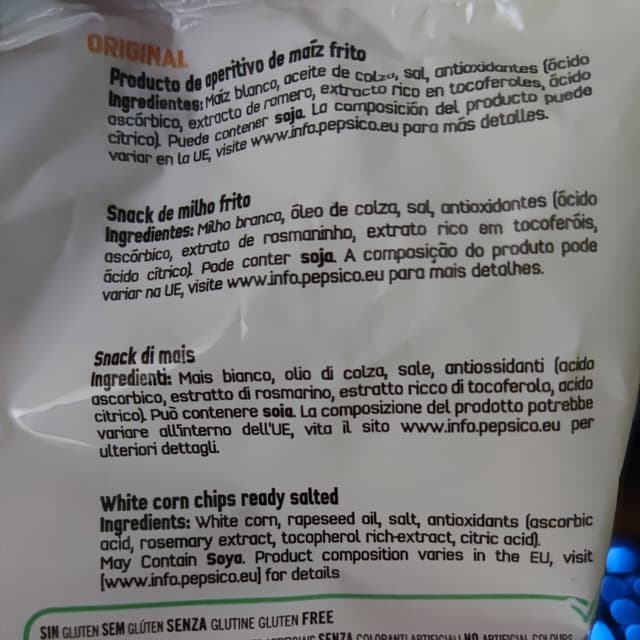 ORIGINAL
Producto de aperitivo de maíz frito
Ingredientes: Maíz blanco, aceite de colza, sal, antioxidantes (ácido
ascórbico, extracto de romero, extracto rico en tocoferoles, ácido
cítrico). Puede contener soja. La composición del producto puede
variar en la UE, visite www.info.pepsico.eu para más detalles.
Snack de milho frito
Ingredientes: Milho branco, óleo de colza, sal, antioxidantes (ácido
ascórbico, extrato de rosmaninho, extrato rico em tocoferóis,
ácido cítrico). Pode conter soja. A composição do produto pode
variar na UE, visite www.info.pepsico.eu para mais detalhes.
Snack di mais
Ingredienti: Mais bianco, olio di colza, sale, antiossidanti (acido
ascorbico, estratto di rosmarino, estratto ricco di tocoferolo, acido
citrico). Può contenere soia. La composizione del prodotto potrebbe
variare all'interno dell'UE, vita il sito www.info.pepsico.eu per
ulteriori dettagli.
White corn chips ready salted
Ingredients: White corn, rapeseed oil, salt, antioxidants (ascorbic
acid, rosemary extract, tocopherol rich-extract, citric acid).
May Contain Soya. Product composition varies in the EU, visit
[www.info.pepsico.eu] for details
SIN GLUTEN SEM GLÚTEN SENZA GLUTINE GLUTEN FREE
SENZA COLORANTI ARTIFICIALI NO ARTIFICIAL COLOURS